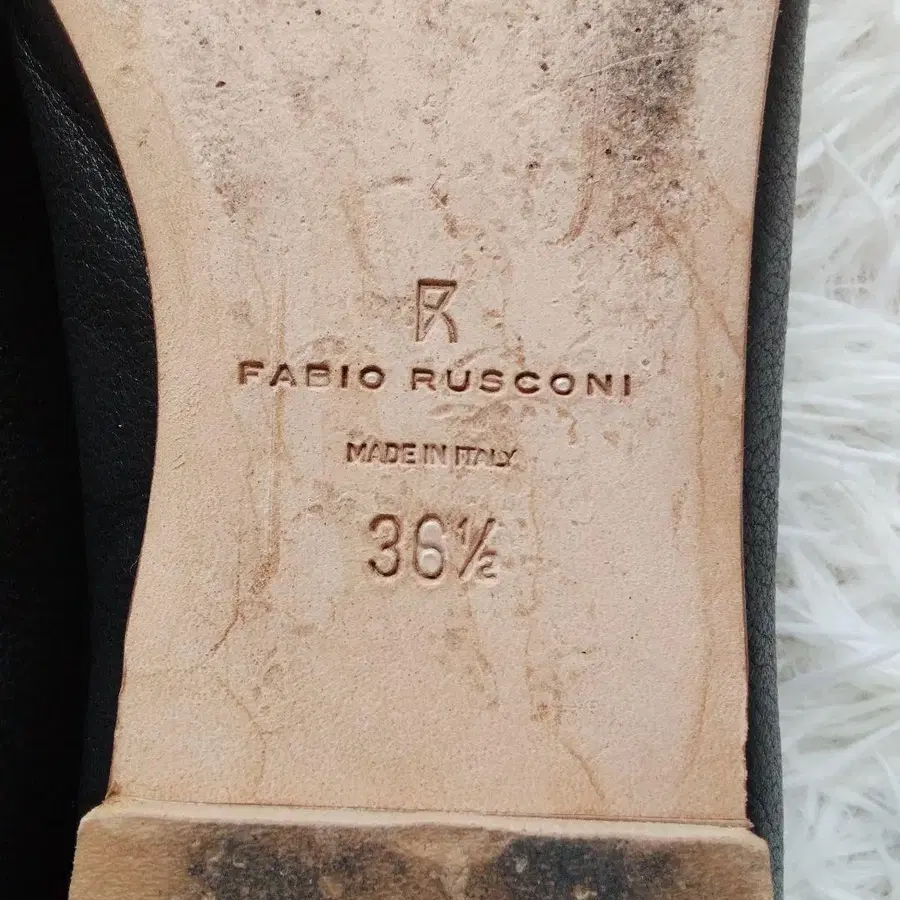 FABIO RUSCONI
MADE IN ITALY
36½